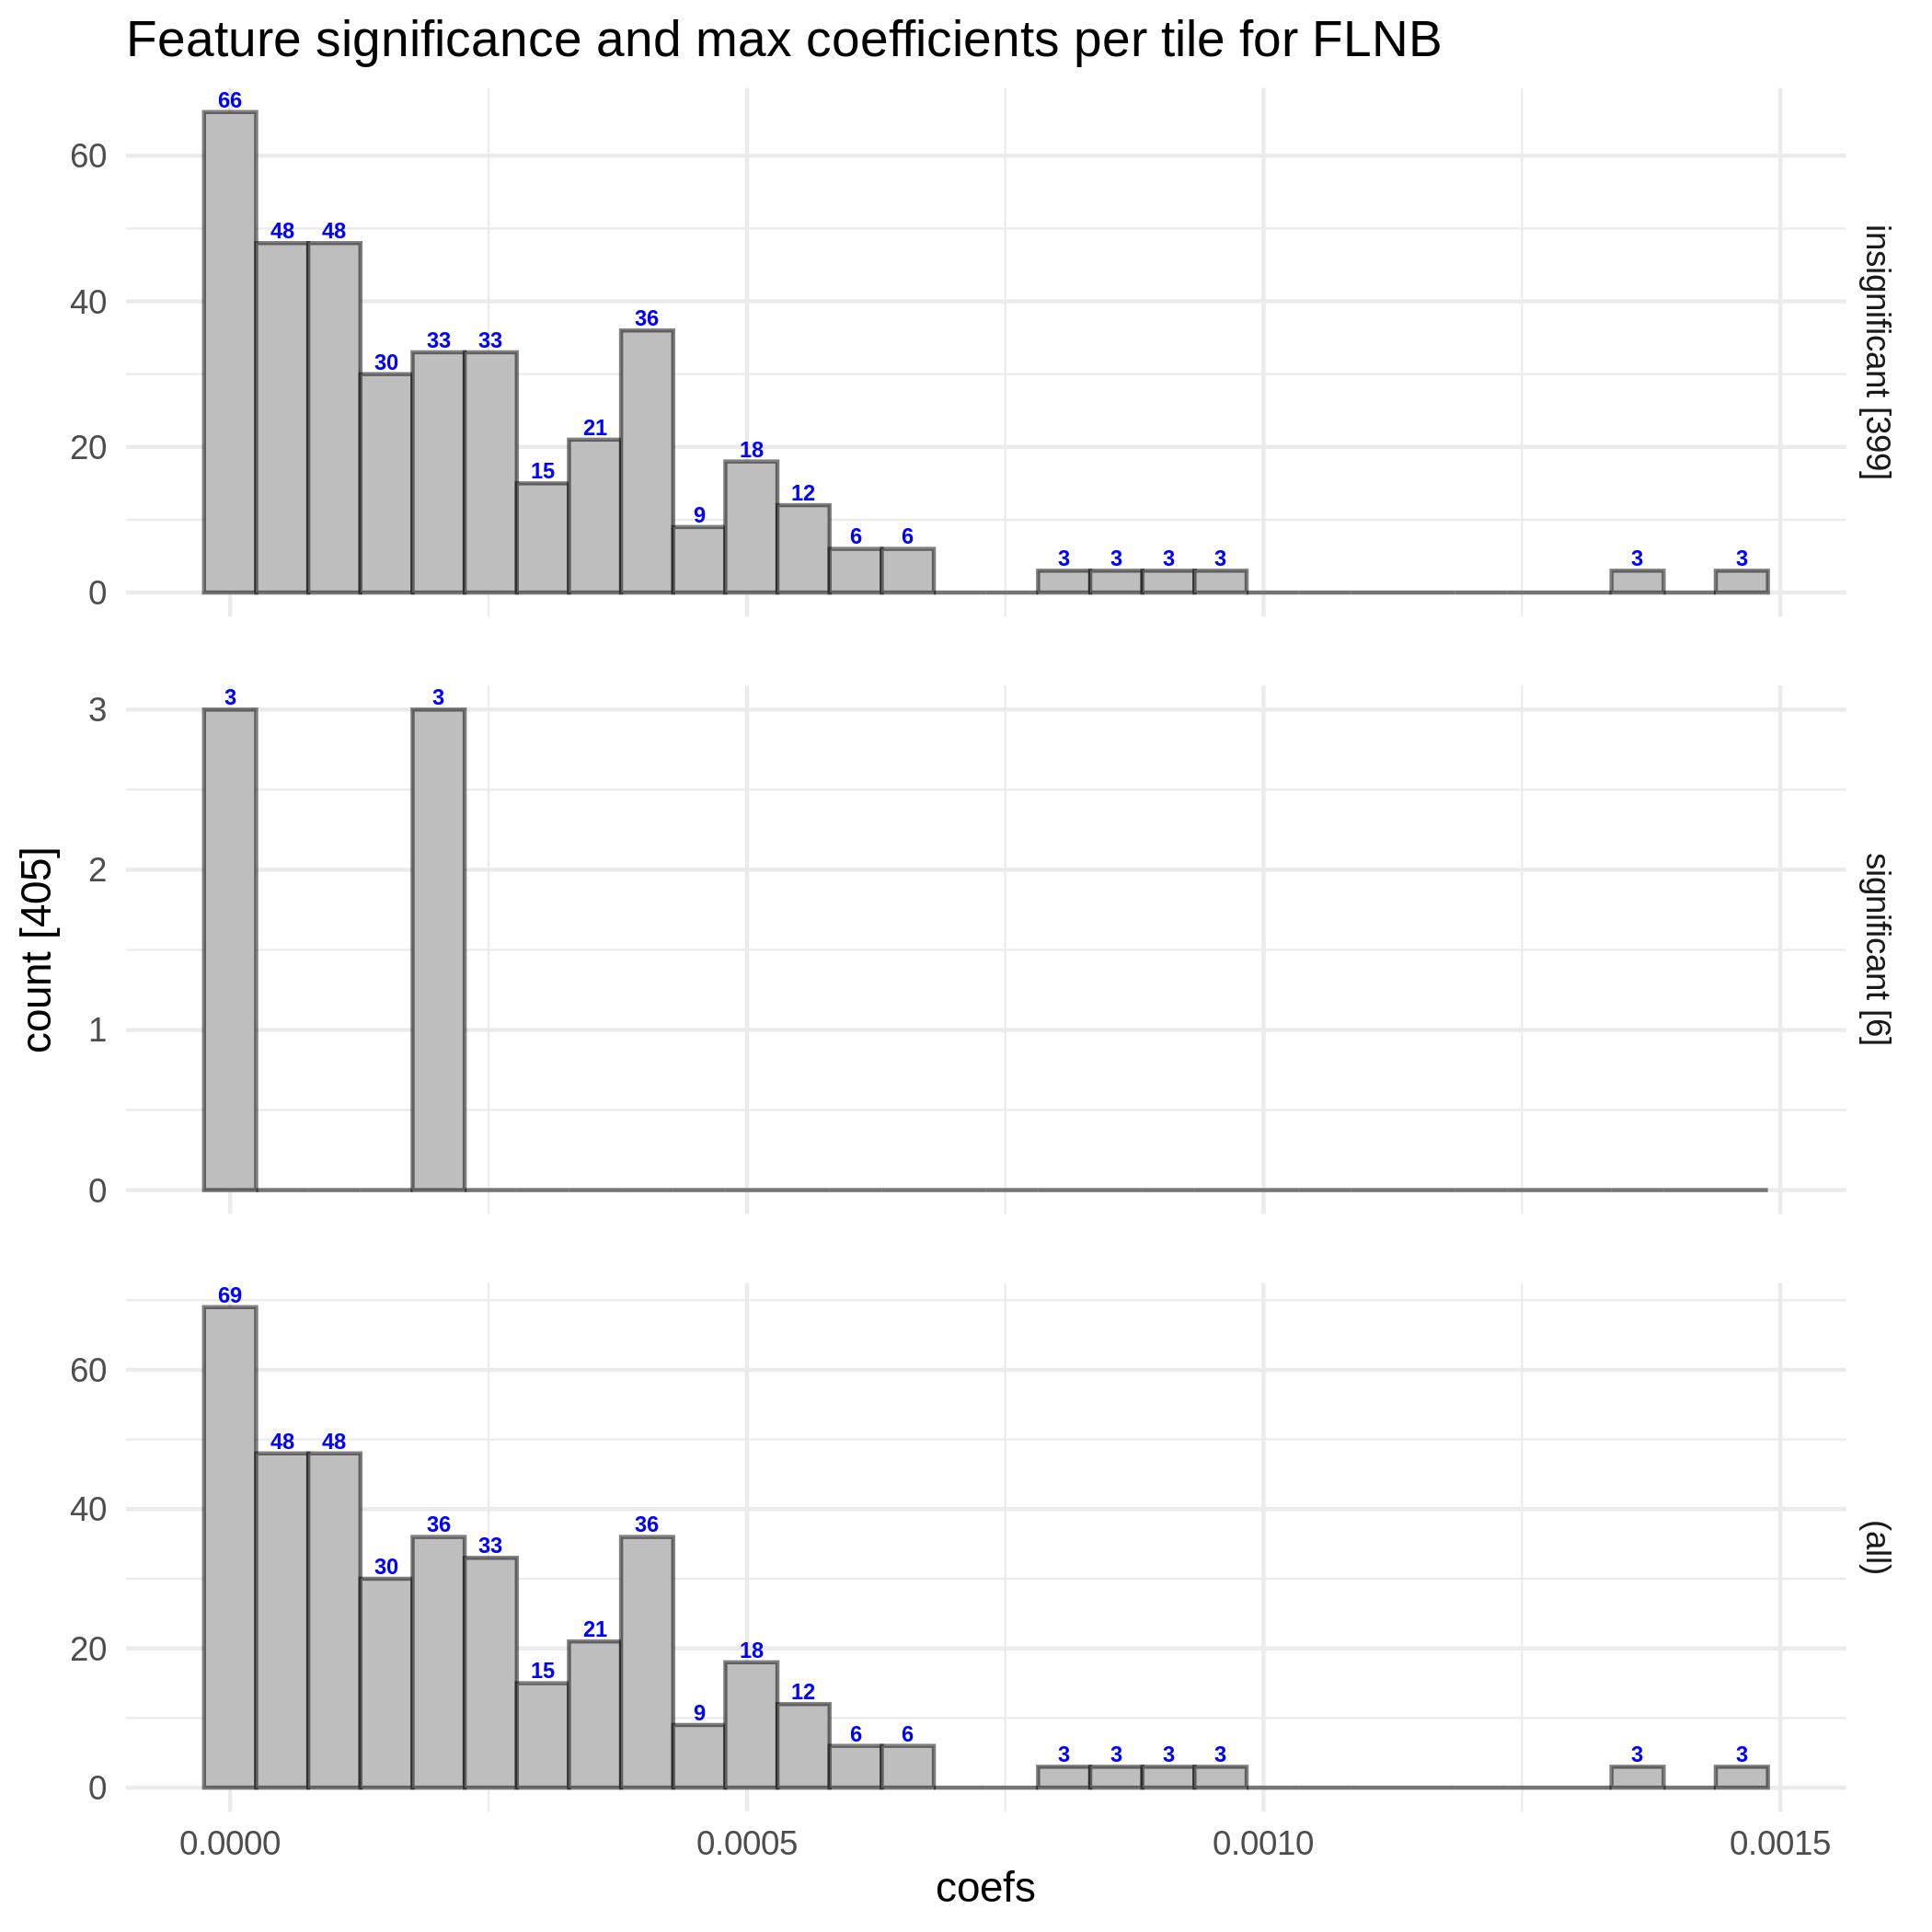 Feature significance and max coefficients per tile for FLNB
66
48 48
30 33 33
15 21 36
9 18 12
6 6
3 3 3 3
3 3
60
40
20
0
insignificant [399]
3 3
3
2
1
0
significant [6]
count [405]
69
48 48
30 36 33
15 21 36
9 18 12
6 6
3 3 3 3
3 3
60
40
20
0
(all)
0.0000 0.0005 0.0010 0.0015
coefs